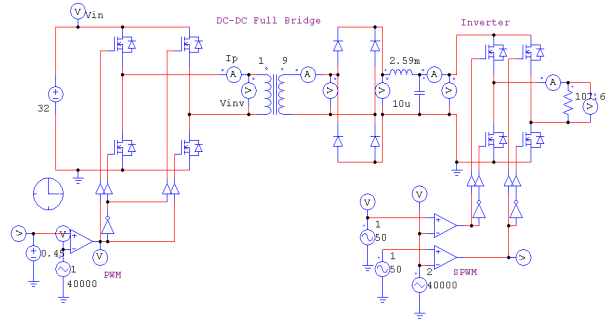 Vin
DC-DC Full Bridge
Inverter
Ip
1
9
2.59m
A
A
A
A
V
V
V
V
V
Vinv
32
10u
107.6
V
V
V
V
0.45
1
40000
PWM
1
50
1
50
2
40000
SPWM
V
V